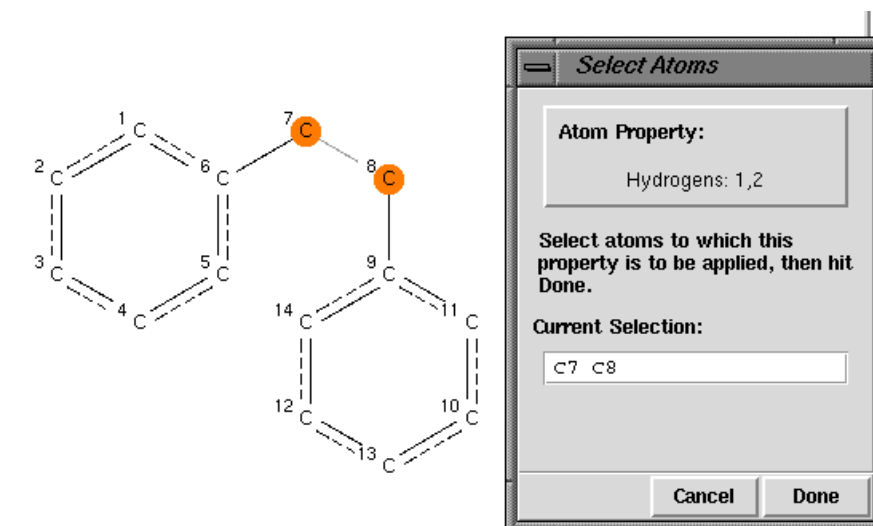 Select Atoms
Atom Property:
Hydrogens: 1,2
Select atoms to which this
property is to be applied, then hit
Done.
Current Selection:
C7 C8
Cancel Done
1 C
2 C
3 C
4 C
5 C
6 C
7 C
8 C
9 C
14 C
11 C
12 C
10 C
13 C